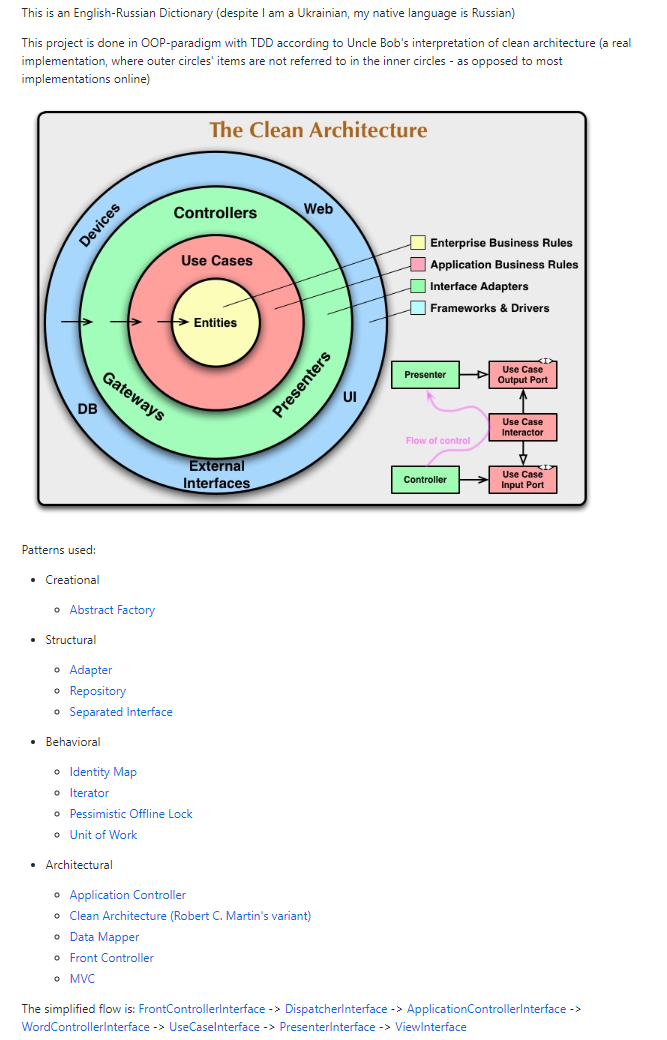 This is an English-Russian Dictionary (despite I am a Ukrainian, my native language is Russian)
This project is done in OOP-paradigm with TDD according to Uncle Bob's interpretation of clean architecture (a real
implementation, where outer circles' items are not referred to in the inner circles - as opposed to most
implementations online)
The Clean Architecture
Devices
Web
Controllers
Use Cases
Entities
Gateways
Presenters
DB
UI
External
Interfaces
Enterprise Business Rules
Application Business Rules
Interface Adapters
Frameworks & Drivers
Presenter
Use Case
Output Port
<I>
Use Case
Interactor
Flow of control
Controller
Use Case
Input Port
<I>
Patterns used:
Creational
Abstract Factory
Structural
Adapter
Repository
Separated Interface
Behavioral
Identity Map
Iterator
Pessimistic Offline Lock
Unit of Work
Architectural
Application Controller
Clean Architecture (Robert C. Martin's variant)
Data Mapper
Front Controller
MVC
The simplified flow is: FrontControllerInterface -> DispatcherInterface -> ApplicationControllerInterface ->
WordControllerInterface -> UseCaseInterface -> PresenterInterface -> ViewInterface